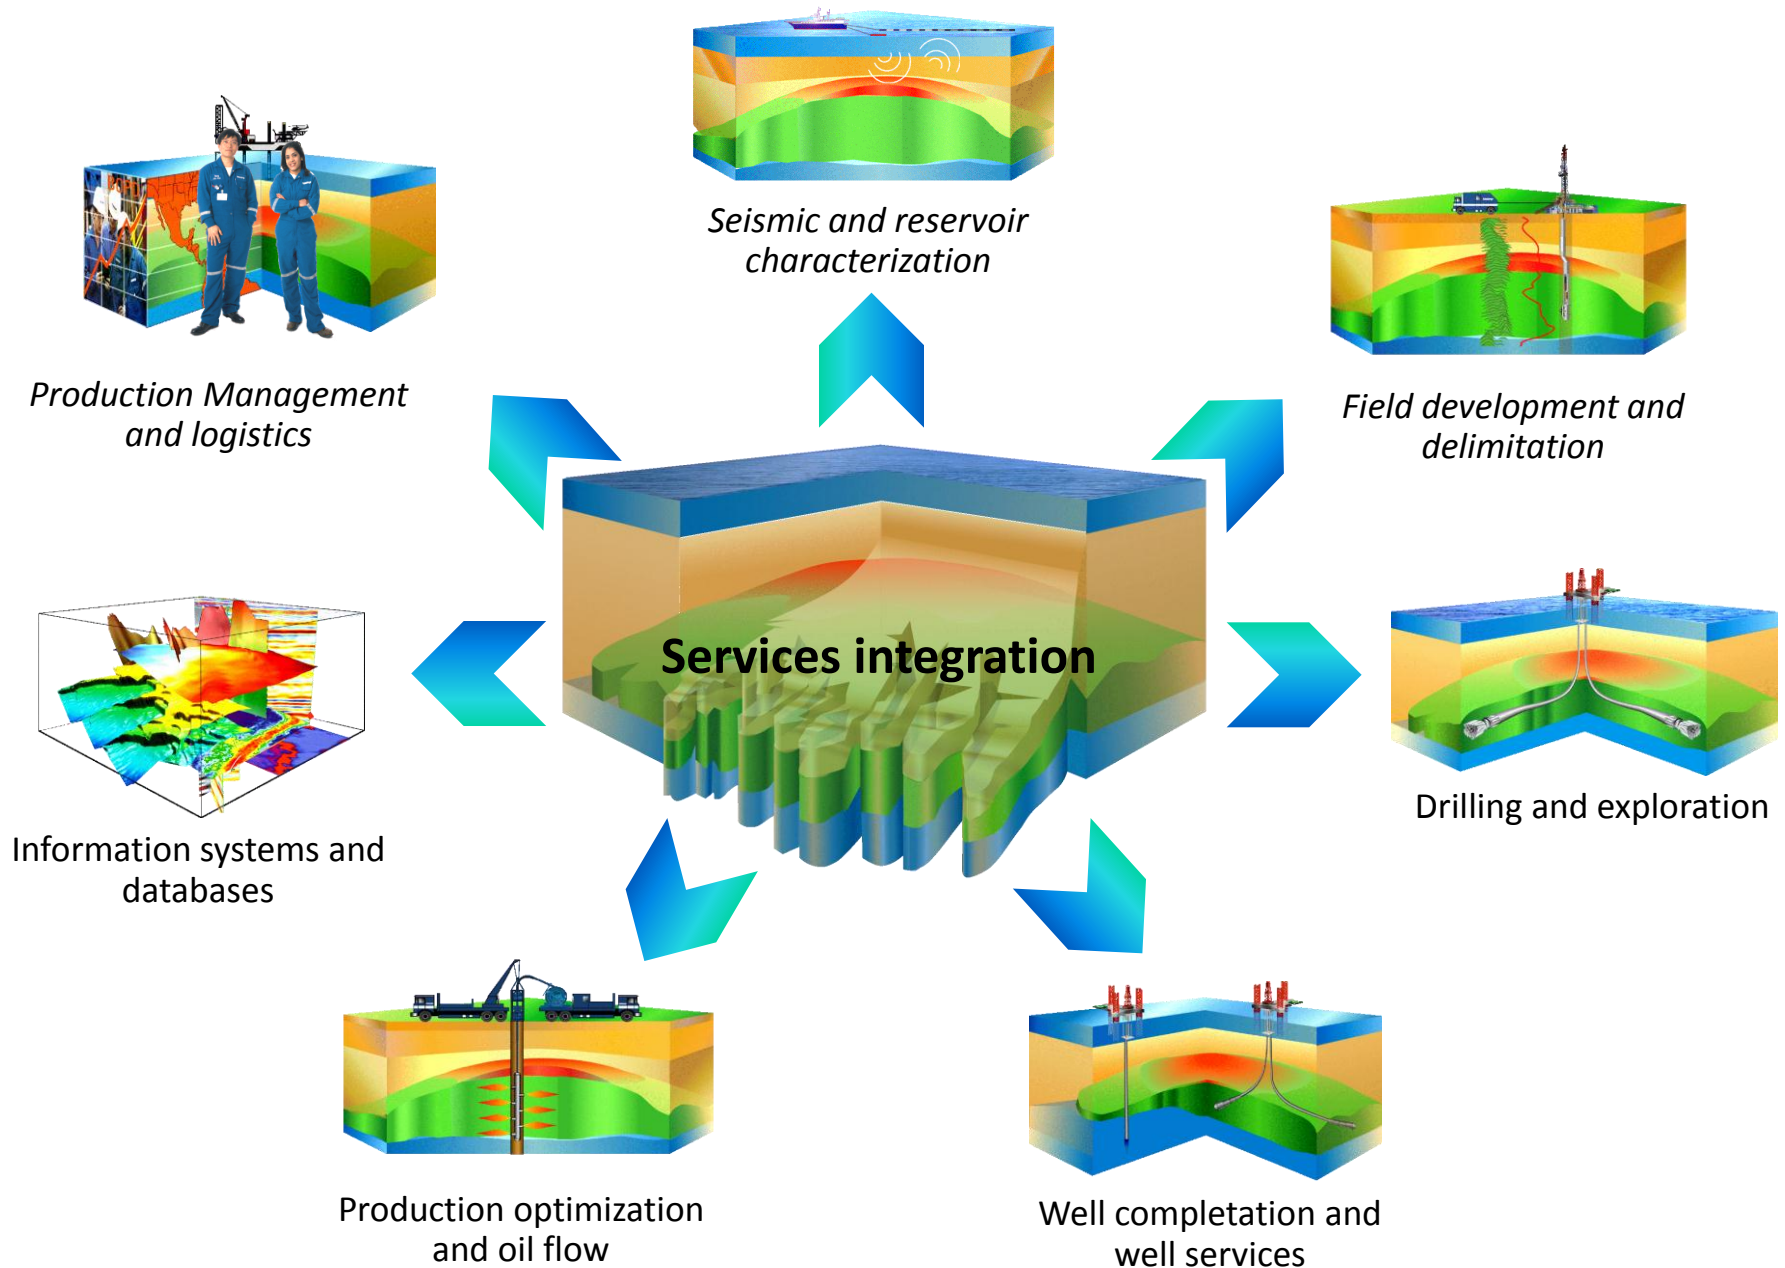 Seismic and reservoir
characterization
Production Management
and logistics
Field development and
delimitation
Services integration
Drilling and exploration
Information systems and
databases
Production optimization
and oil flow
Well completation and
well services